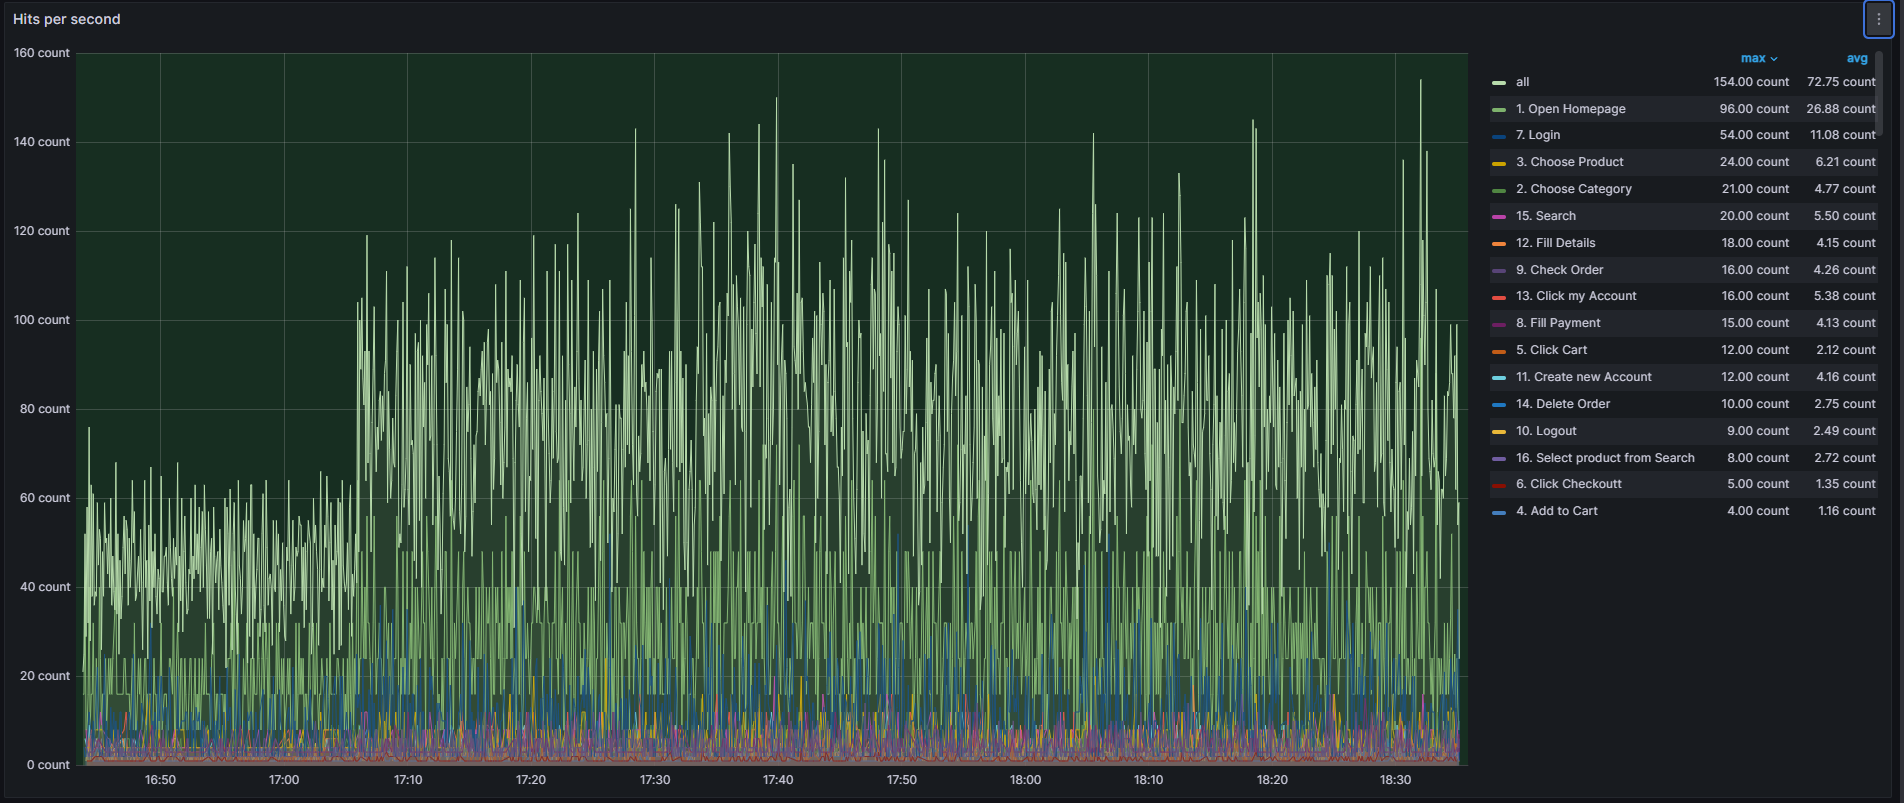 Hits per second
160 count
140 count
120 count
100 count
80 count
60 count
40 count
20 count
0 count
16:50 17:00 17:10 17:20 17:30 17:40 17:50 18:00 18:10 18:20 18:30
max avg
all 154.00 count 72.75 count
1. Open Homepage 96.00 count 26.88 count
7. Login 54.00 count 11.08 count
3. Choose Product 24.00 count 6.21 count
2. Choose Category 21.00 count 4.77 count
15. Search 20.00 count 5.50 count
12. Fill Details 18.00 count 4.15 count
9. Check Order 16.00 count 4.26 count
13. Click my Account 16.00 count 5.38 count
8. Fill Payment 15.00 count 4.13 count
5. Click Cart 12.00 count 2.12 count
11. Create new Account 12.00 count 4.16 count
14. Delete Order 10.00 count 2.75 count
10. Logout 9.00 count 2.49 count
16. Select product from Search 8.00 count 2.72 count
6. Click Checkoutt 5.00 count 1.35 count
4. Add to Cart 4.00 count 1.16 count